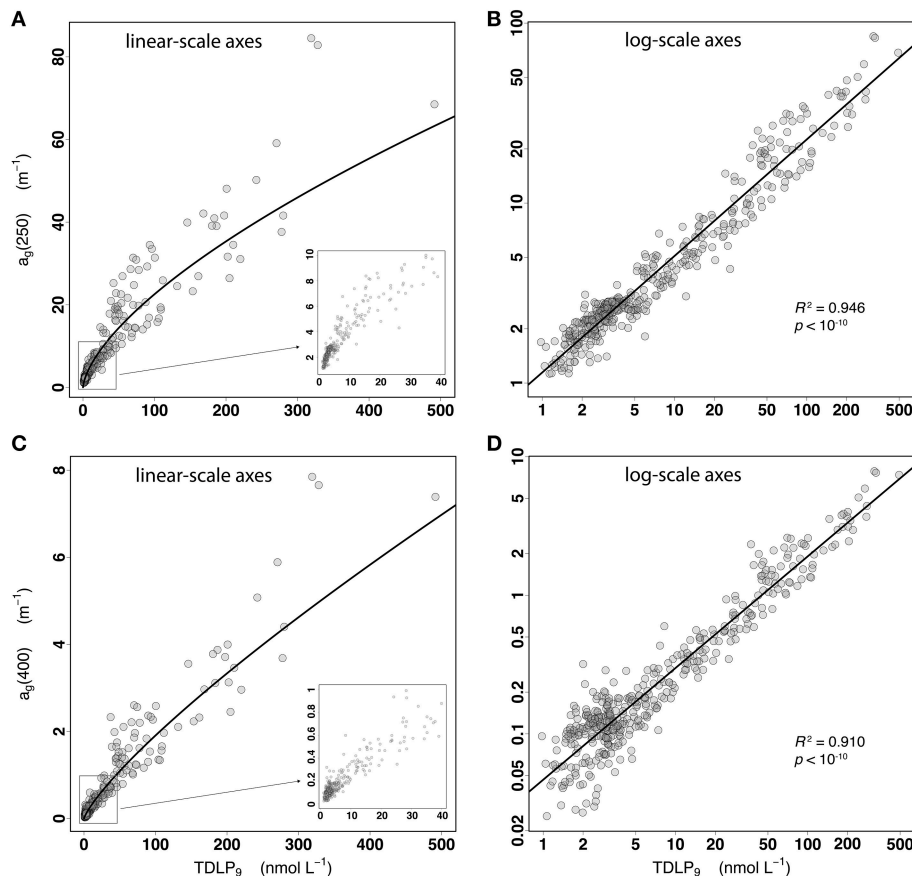 A
linear-scale axes
ag(250) (m⁻¹)
80
60
40
20
0
0 100 200 300 400 500
10
8
6
4
2
0 10 20 30 40
B
log-scale axes
100
50
20
10
5
2
1
R² = 0.946
p < 10⁻¹⁰
1 2 5 10 20 50 100 200 500
C
linear-scale axes
ag(400) (m⁻¹)
8
6
4
2
0
0 100 200 300 400 500
TDLP₉ (nmol L⁻¹)
1
0.8
0.6
0.4
0.2
0
0 10 20 30 40
D
log-scale axes
10
5
2
1
0.5
0.2
0.1
0.05
0.02
R² = 0.910
p < 10⁻¹⁰
1 2 5 10 20 50 100 200 500
TDLP₉ (nmol L⁻¹)